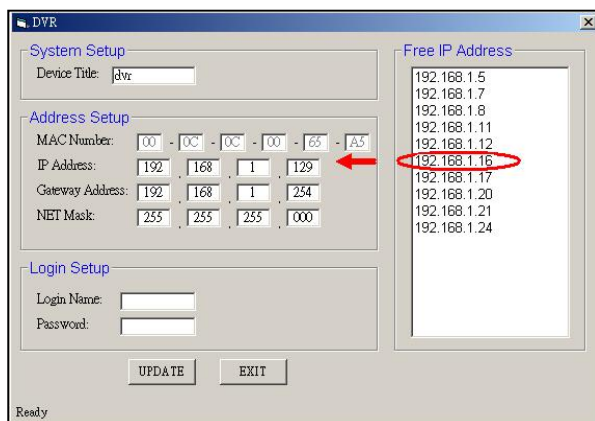 DVR
System Setup
Device Title: dvr
Address Setup
MAC Number: 00 - 0C - 0C - 00 - 65 - A5
IP Address: 192 . 168 . 1 . 129
Gateway Address: 192 . 168 . 1 . 254
NET Mask: 255 . 255 . 255 . 000
Login Setup
Login Name:
Password:
UPDATE EXIT
Ready
Free IP Address
192.168.1.5
192.168.1.7
192.168.1.8
192.168.1.11
192.168.1.12
192.168.1.16
192.168.1.17
192.168.1.20
192.168.1.21
192.168.1.24